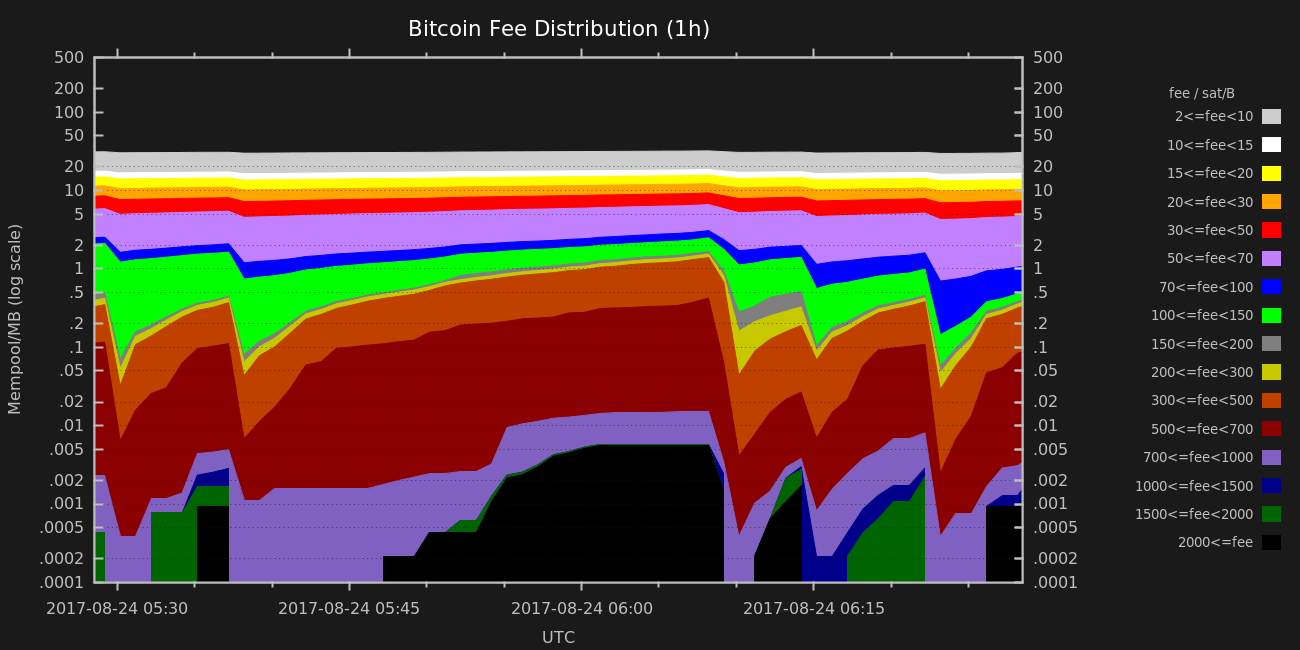 Bitcoin Fee Distribution (1h)
500
200
100
50
20
10
5
2
1
.5
.2
.1
.05
.02
.01
.005
.002
.001
.0005
.0002
.0001
Mempool/MB (log scale)
500
200
100
50
20
10
5
2
1
.5
.2
.1
.05
.02
.01
.005
.002
.001
.0005
.0002
.0001
2017-08-24 05:30
2017-08-24 05:45
2017-08-24 06:00
2017-08-24 06:15
UTC
fee / sat/B
2<=fee<10
10<=fee<15
15<=fee<20
20<=fee<30
30<=fee<50
50<=fee<70
70<=fee<100
100<=fee<150
150<=fee<200
200<=fee<300
300<=fee<500
500<=fee<700
700<=fee<1000
1000<=fee<1500
1500<=fee<2000
2000<=fee